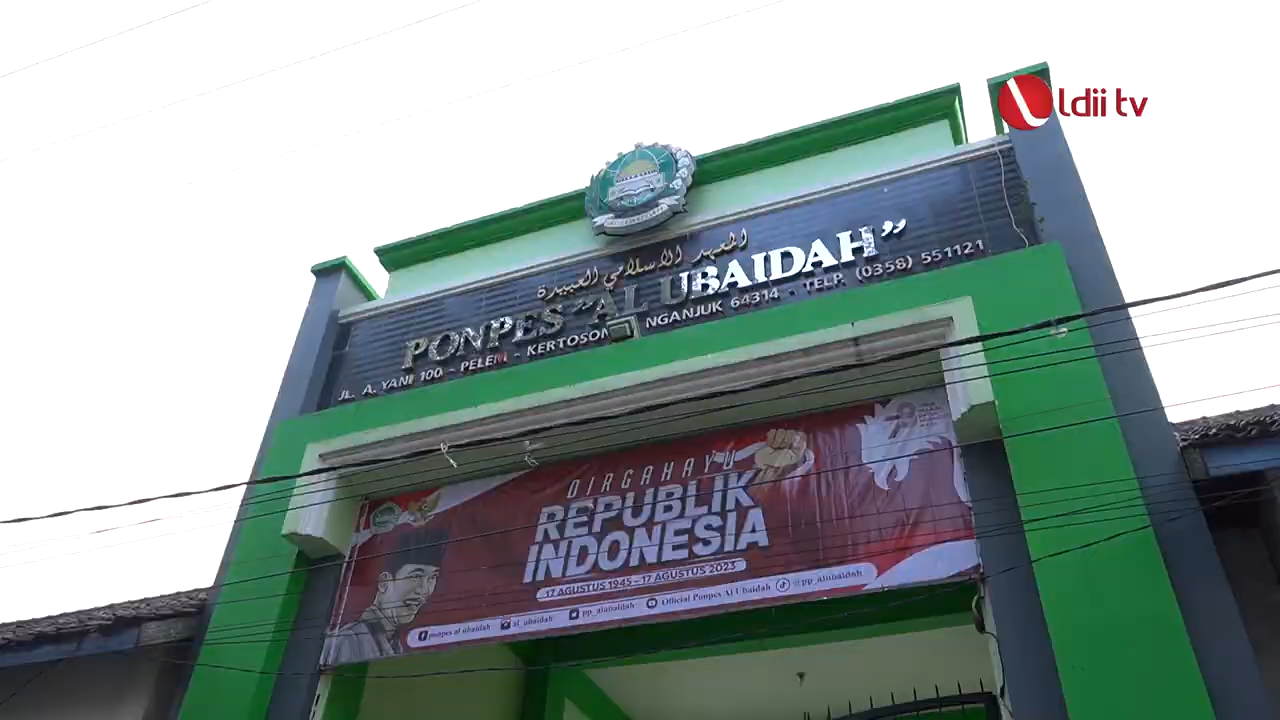 ldii tv
المعهد الاسلامي العبيدة
PONPES "AL UBAIDAH"
JL. A. YANI 100 - PELEM - KERTOSONO NGANJUK 64314 - TELP. (0358) 551121
DIRGAHAYU
REPUBLIK
INDONESIA
17 AGUSTUS 1945 – 17 AGUSTUS 2023
ponpes al ubaidah al_ubaidah pp_alubaidah Official Ponpes Al Ubaidah @pp_alubaidah